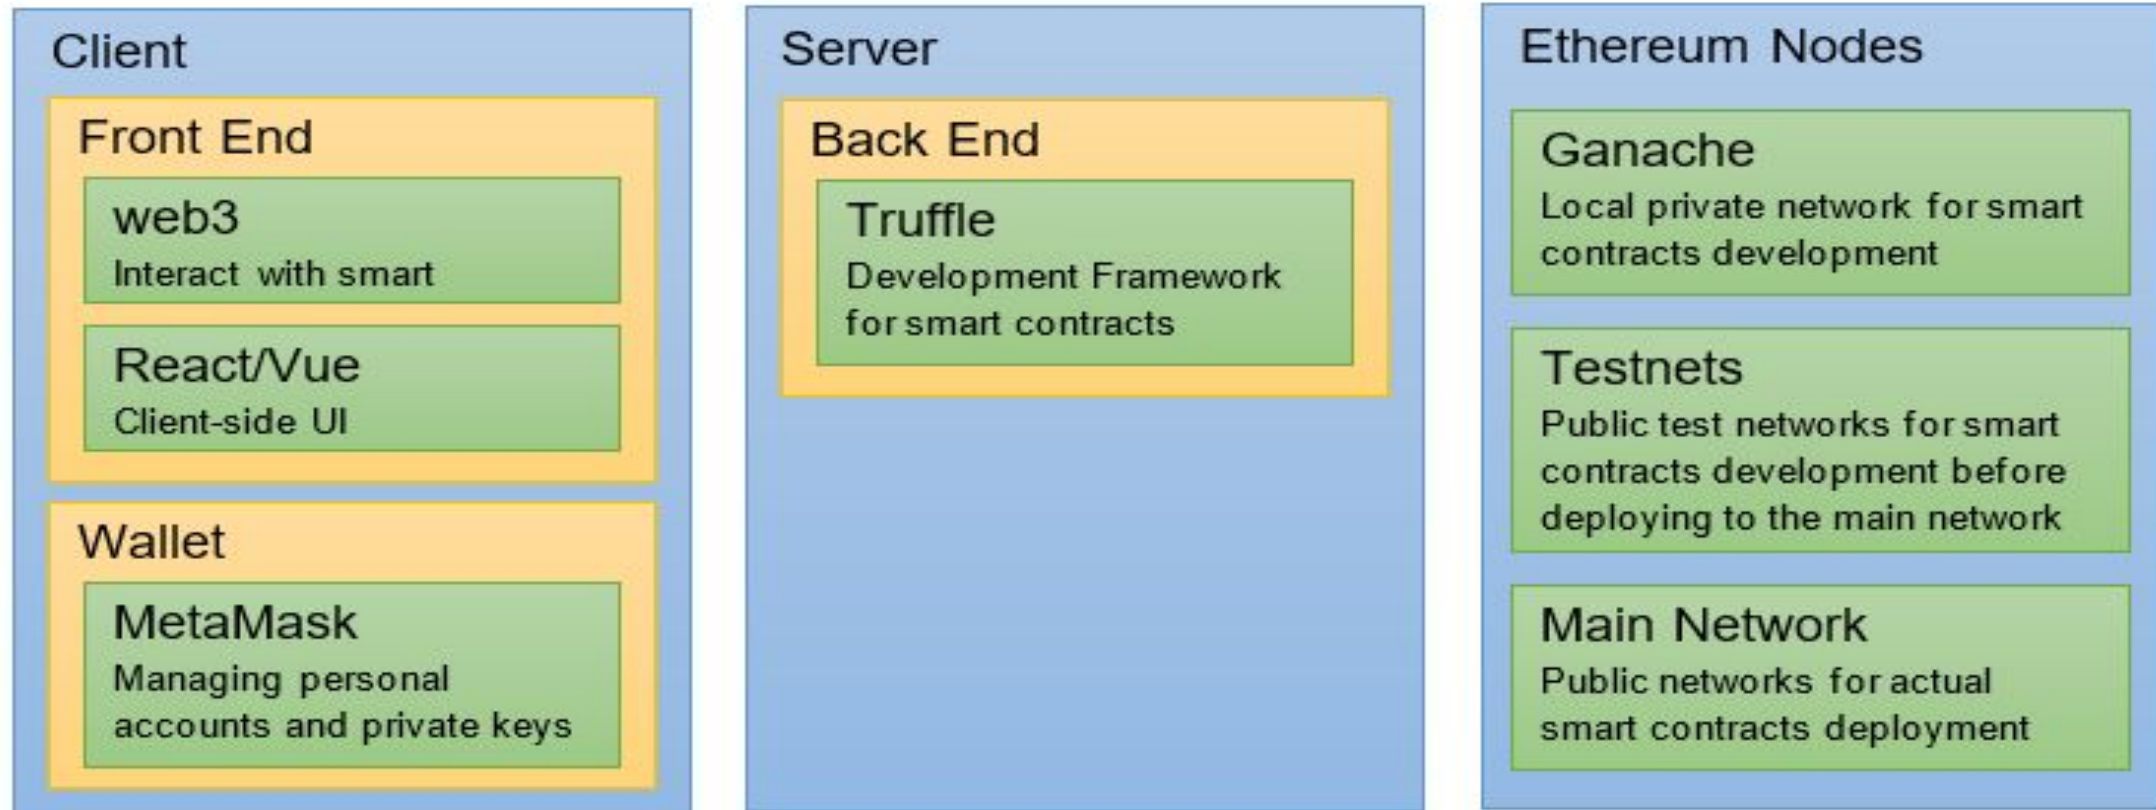 Client
Front End
web3
Interact with smart
React/Vue
Client-side UI
Wallet
MetaMask
Managing personal
accounts and private keys
Server
Back End
Truffle
Development Framework
for smart contracts
Ethereum Nodes
Ganache
Local private network for smart
contracts development
Testnets
Public test networks for smart
contracts development before
deploying to the main network
Main Network
Public networks for actual
smart contracts deployment